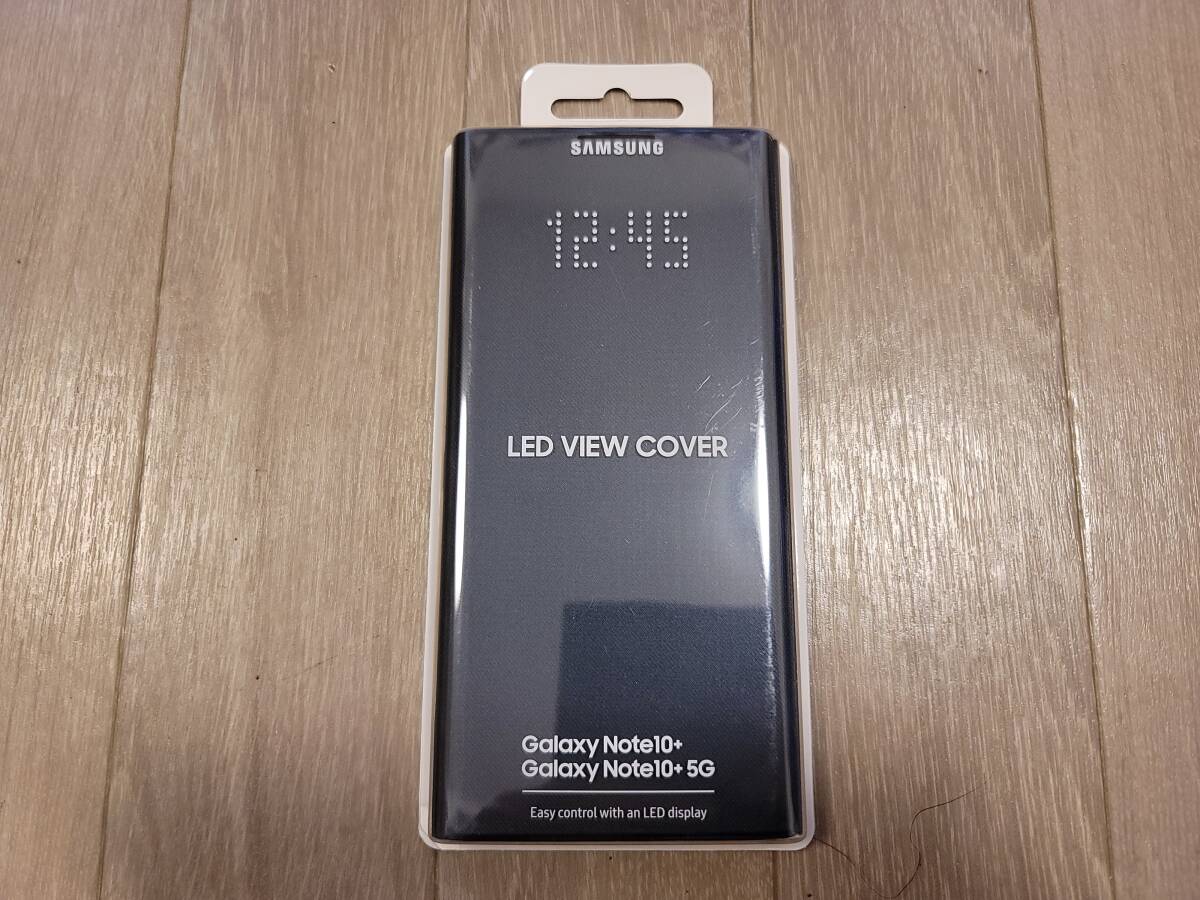 SAMSUNG
12:45
LED VIEW COVER
Galaxy Note10+
Galaxy Note10+ 5G
Easy control with an LED display